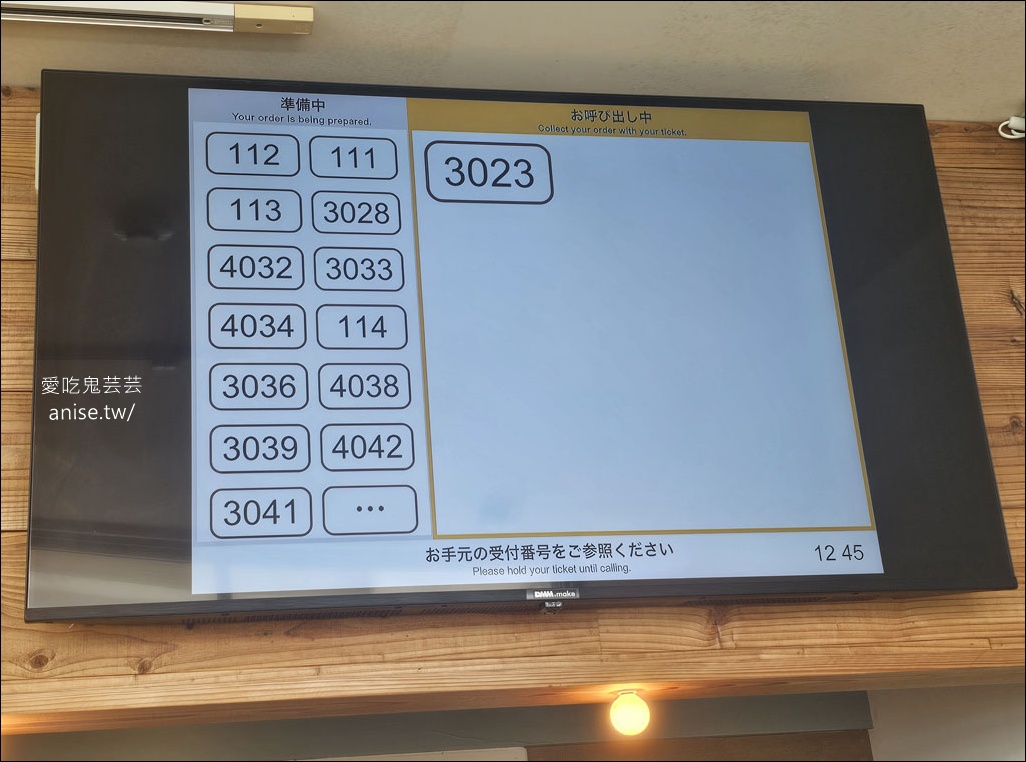 準備中
Your order is being prepared.
112 111
113 3028
4032 3033
4034 114
3036 4038
3039 4042
3041 ...
お呼び出し中
Collect your order with your ticket.
3023
お手元の受付番号をご参照ください
Please hold your ticket until calling.
12 45
DMM.make
愛吃鬼芸芸
anise.tw/